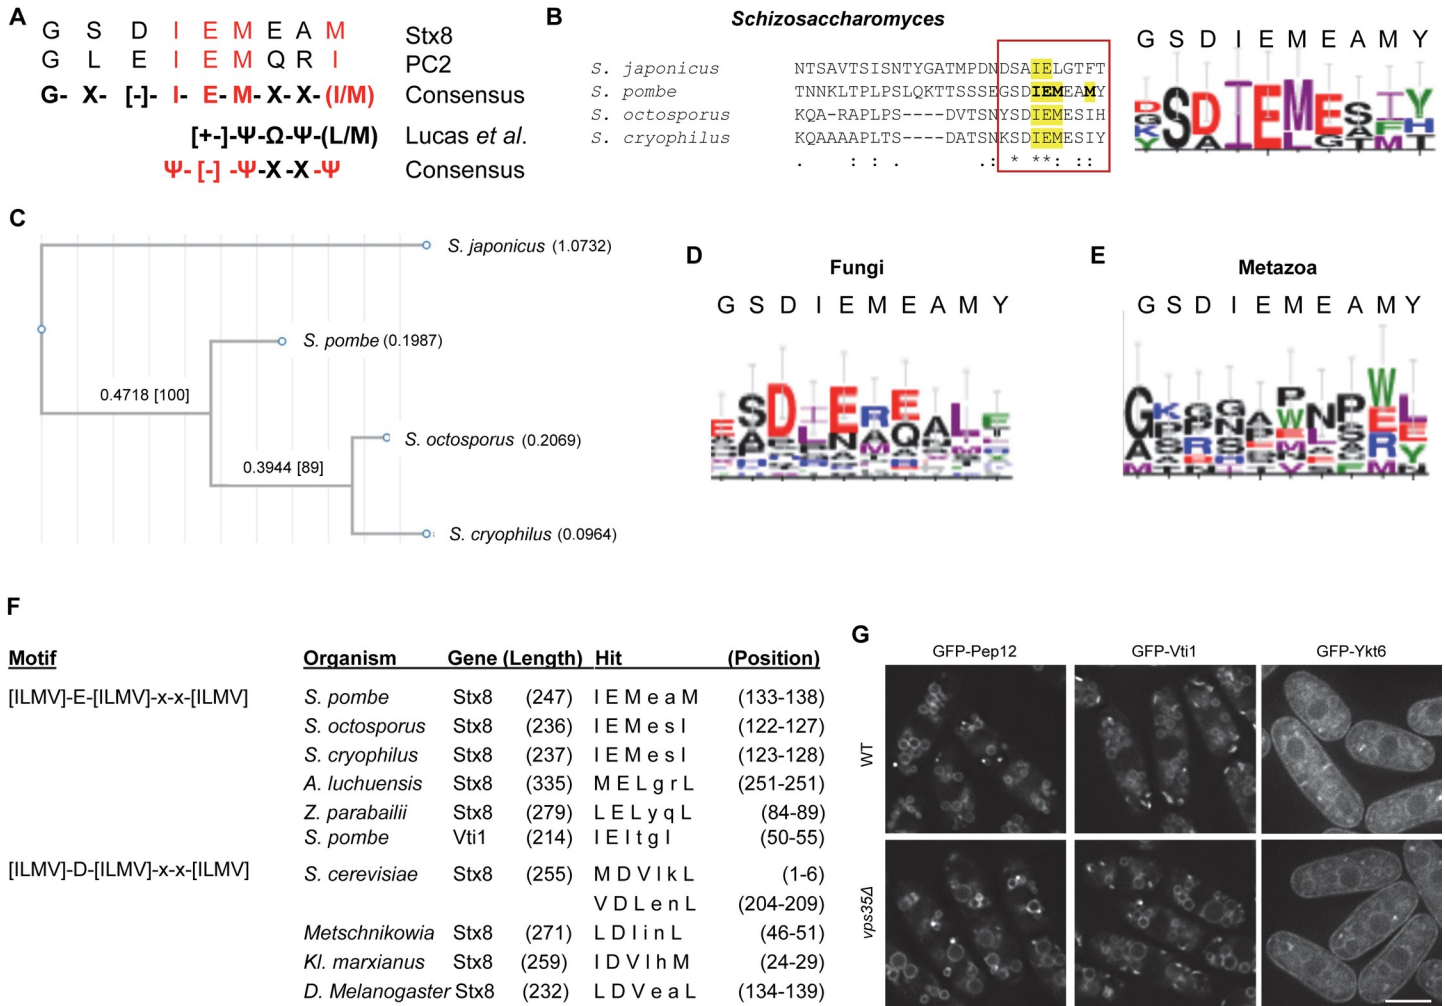 A
G S D I E M E A M Stx8
G L E I E M Q R I PC2
G- X- [-]- I- E- M- X- X- (I/M) Consensus
[+-]-Ψ-Ω-Ψ-(L/M) Lucas et al.
Ψ- [-] -Ψ-X-X-Ψ Consensus
B
Schizosaccharomyces
S. japonicus NTSAVTSISNTYGATMPDNDSAIELGTFT
S. pombe TNNKLTPLPSLQKTTSSSEGSDIEMEAMY
S. octosporus KQA-RAPLPS----DVTSNYSDIEMESIH
S. cryophilus KQAAAAPLPS----DATSNKSDIEMESIY
. : : . .: * **: ::
G S D I E M E A M Y
C
S. japonicus (1.0732)
S. pombe (0.1987)
0.4718 [100]
S. octosporus (0.2069)
0.3944 [89]
S. cryophilus (0.0964)
D
Fungi
G S D I E M E A M Y
E
Metazoa
G S D I E M E A M Y
F
Motif Organism Gene (Length) Hit (Position)
[ILMV]-E-[ILMV]-x-x-[ILMV] S. pombe Stx8 (247) I E M e a M (133-138)
S. octosporus Stx8 (236) I E M e s I (122-127)
S. cryophilus Stx8 (237) I E M e s I (123-128)
A. luchuensis Stx8 (335) M E L g r L (251-251)
Z. parabailii Stx8 (279) L E L y q L (84-89)
S. pombe Vti1 (214) I E I t g I (50-55)
[ILMV]-D-[ILMV]-x-x-[ILMV] S. cerevisiae Stx8 (255) M D V l k L (1-6)
V D L e n L (204-209)
Metschnikowia Stx8 (271) L D I i n L (46-51)
Kl. marxianus Stx8 (259) I D V l h M (24-29)
D. Melanogaster Stx8 (232) L D V e a L (134-139)
G
GFP-Pep12 GFP-Vti1 GFP-Ykt6
WT
vps35Δ